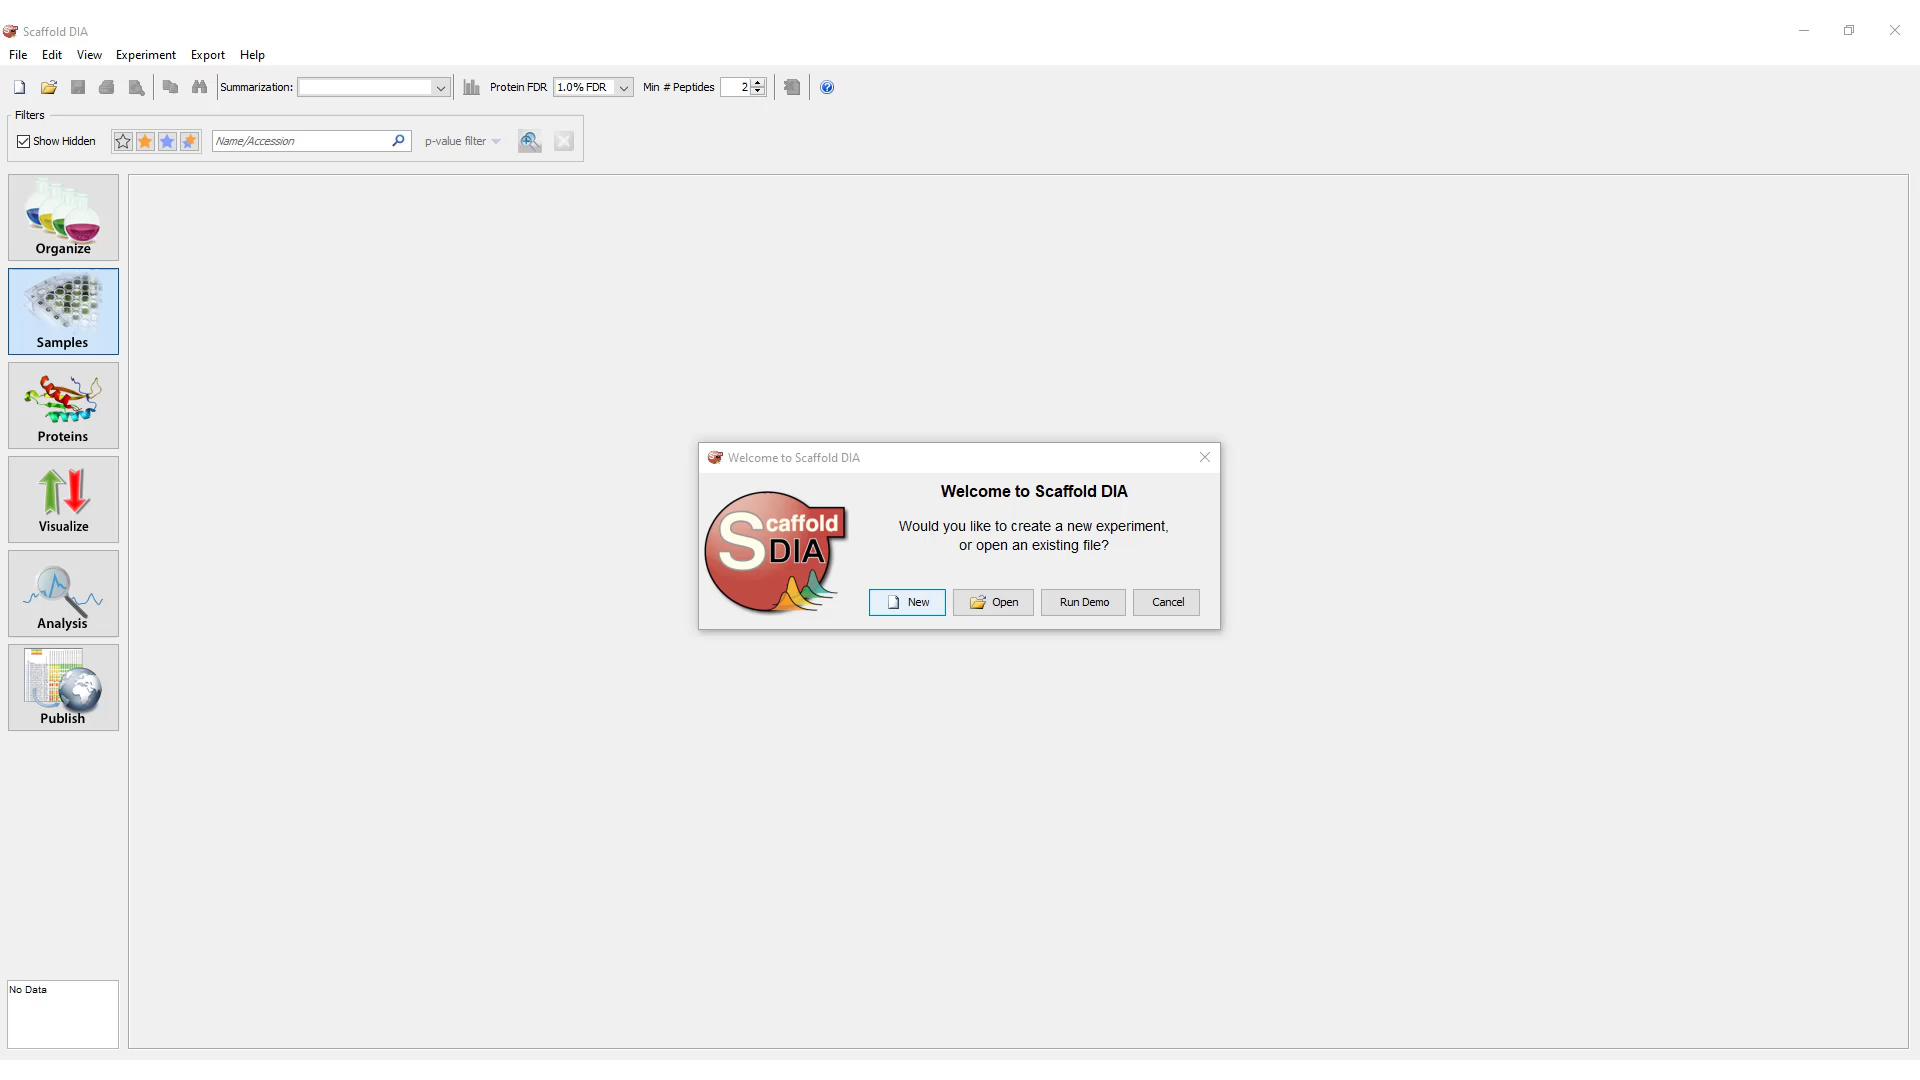 Scaffold DIA
File Edit View Experiment Export Help
Summarization: Protein FDR 1.0% FDR Min # Peptides 2
Filters
Show Hidden Name/Accession p-value filter
Organize
Samples
Proteins
Visualize
Analysis
Publish
No Data
Welcome to Scaffold DIA
Scaffold
DIA
Welcome to Scaffold DIA
Would you like to create a new experiment,
or open an existing file?
New Open Run Demo Cancel